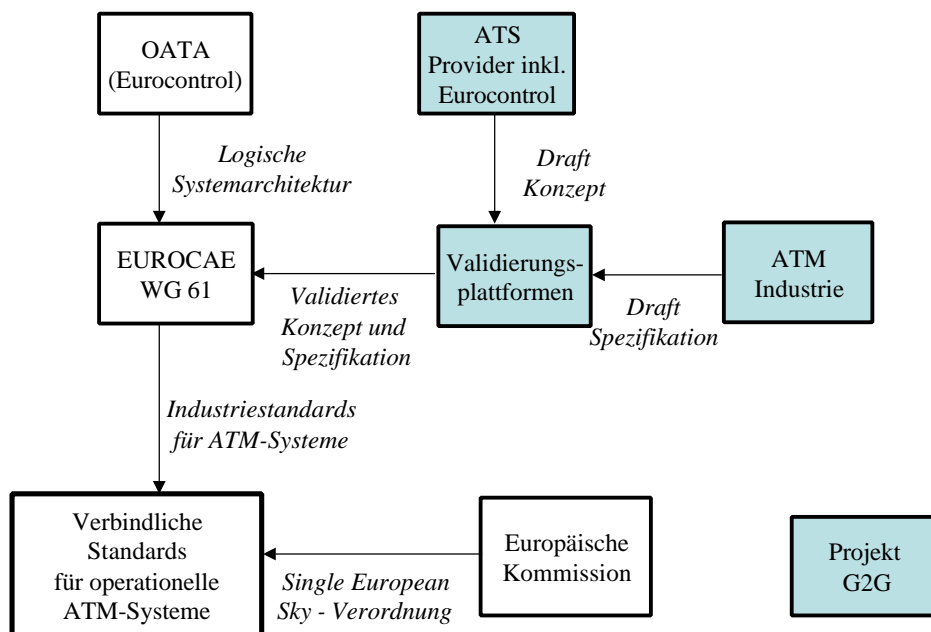 OATA
(Eurocontrol)
ATS
Provider inkl.
Eurocontrol
Logische
Systemarchitektur
Draft
Konzept
EUROCAE
WG 61
Validierungs-
plattformen
ATM
Industrie
Validiertes
Konzept und
Spezifikation
Draft
Spezifikation
Industriestandards
für ATM-Systeme
Verbindliche
Standards
für operationelle
ATM-Systeme
Single European
Sky - Verordnung
Europäische
Kommission
Projekt
G2G